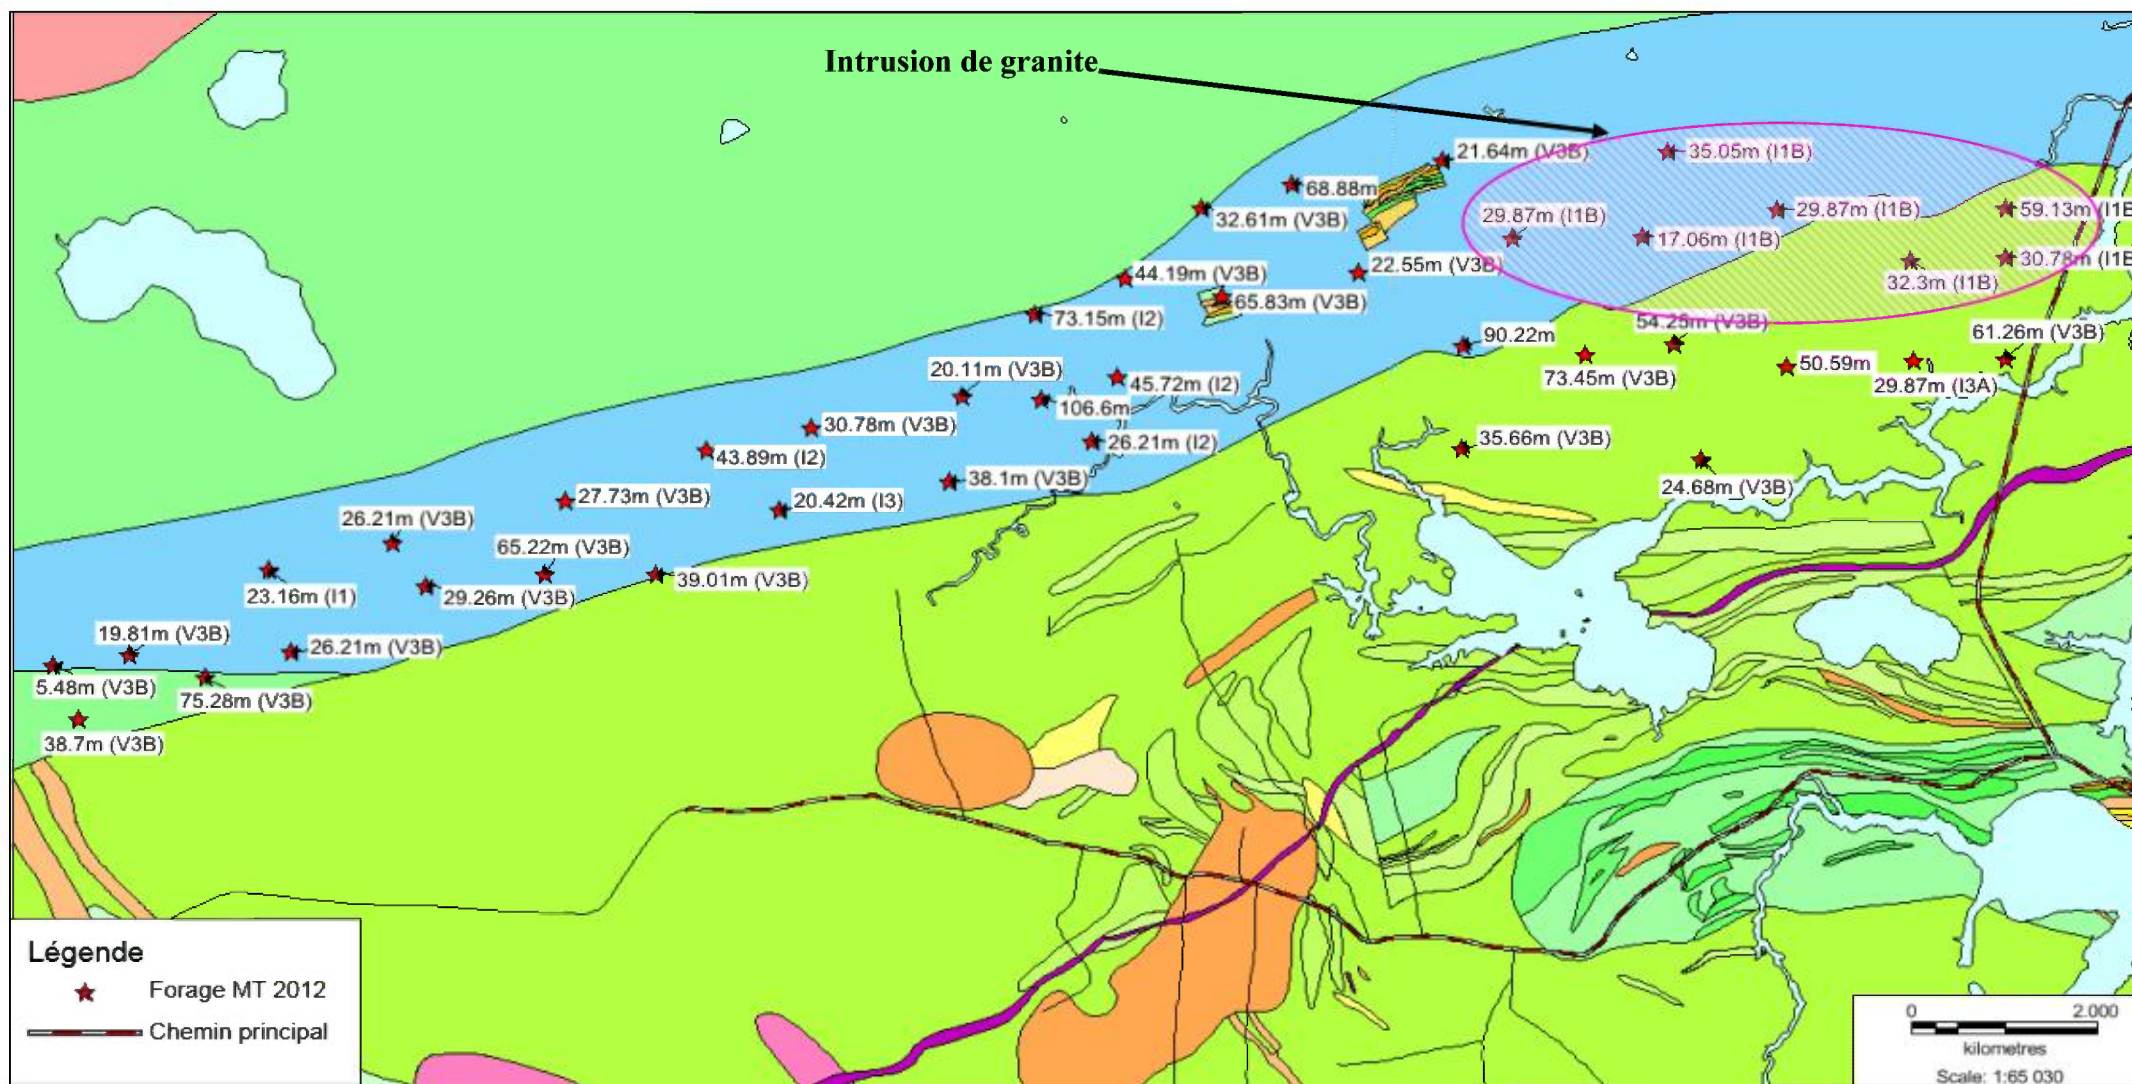 Intrusion de granite
21.64m (V3B)
35.05m (I1B)
68.88m
32.61m (V3B)
29.87m (I1B)
29.87m (I1B)
59.13m (I1B
17.06m (I1B)
44.19m (V3B)
22.55m (V3B)
30.78m (I1B
32.3m (I1B)
65.83m (V3B)
73.15m (I2)
54.25m (V3B)
90.22m
61.26m (V3B)
50.59m
73.45m (V3B)
29.87m (I3A)
20.11m (V3B)
45.72m (I2)
106.6m
30.78m (V3B)
26.21m (I2)
35.66m (V3B)
43.89m (I2)
38.1m (V3B)
24.68m (V3B)
27.73m (V3B)
20.42m (I3)
26.21m (V3B)
65.22m (V3B)
39.01m (V3B)
23.16m (I1)
29.26m (V3B)
19.81m (V3B)
26.21m (V3B)
5.48m (V3B)
75.28m (V3B)
38.7m (V3B)
Légende
Forage MT 2012
Chemin principal
0 2.000
kilometres
Scale: 1:65 030